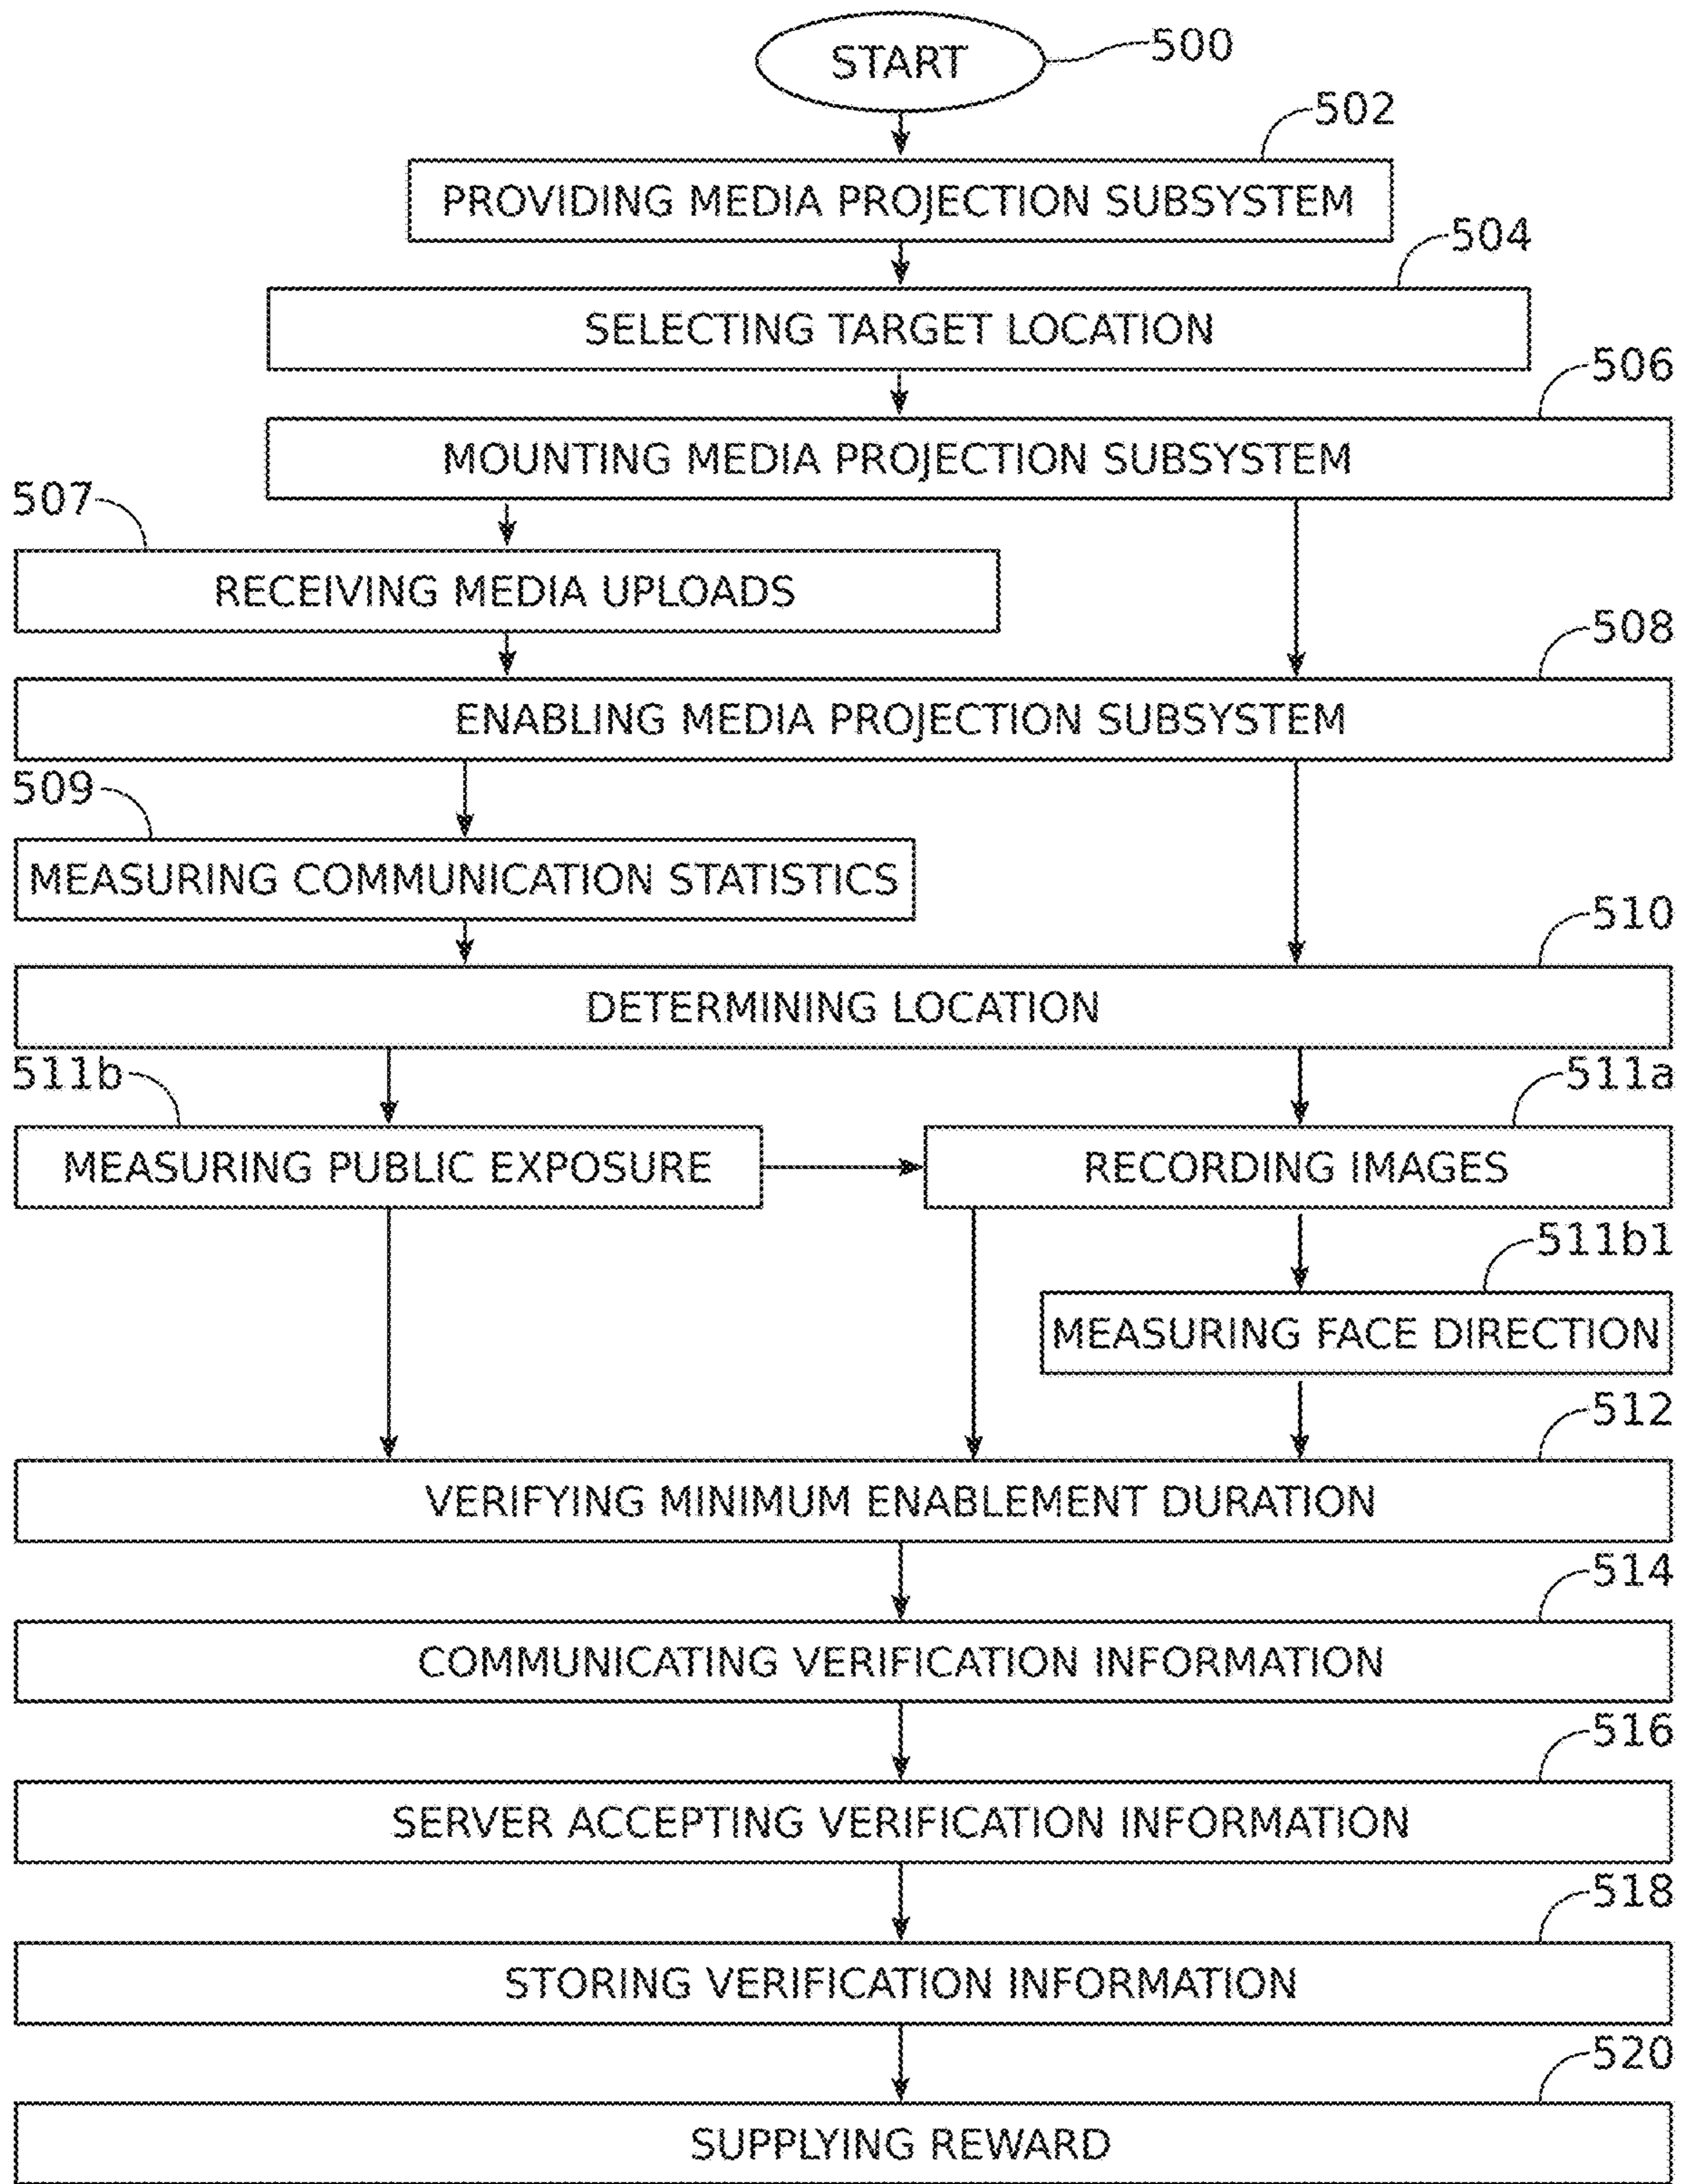 START
500
502
PROVIDING MEDIA PROJECTION SUBSYSTEM
504
SELECTING TARGET LOCATION
506
MOUNTING MEDIA PROJECTION SUBSYSTEM
507
RECEIVING MEDIA UPLOADS
508
ENABLING MEDIA PROJECTION SUBSYSTEM
509
MEASURING COMMUNICATION STATISTICS
510
DETERMINING LOCATION
511b
511a
MEASURING PUBLIC EXPOSURE
RECORDING IMAGES
511b1
MEASURING FACE DIRECTION
512
VERIFYING MINIMUM ENABLEMENT DURATION
514
COMMUNICATING VERIFICATION INFORMATION
516
SERVER ACCEPTING VERIFICATION INFORMATION
518
STORING VERIFICATION INFORMATION
520
SUPPLYING REWARD